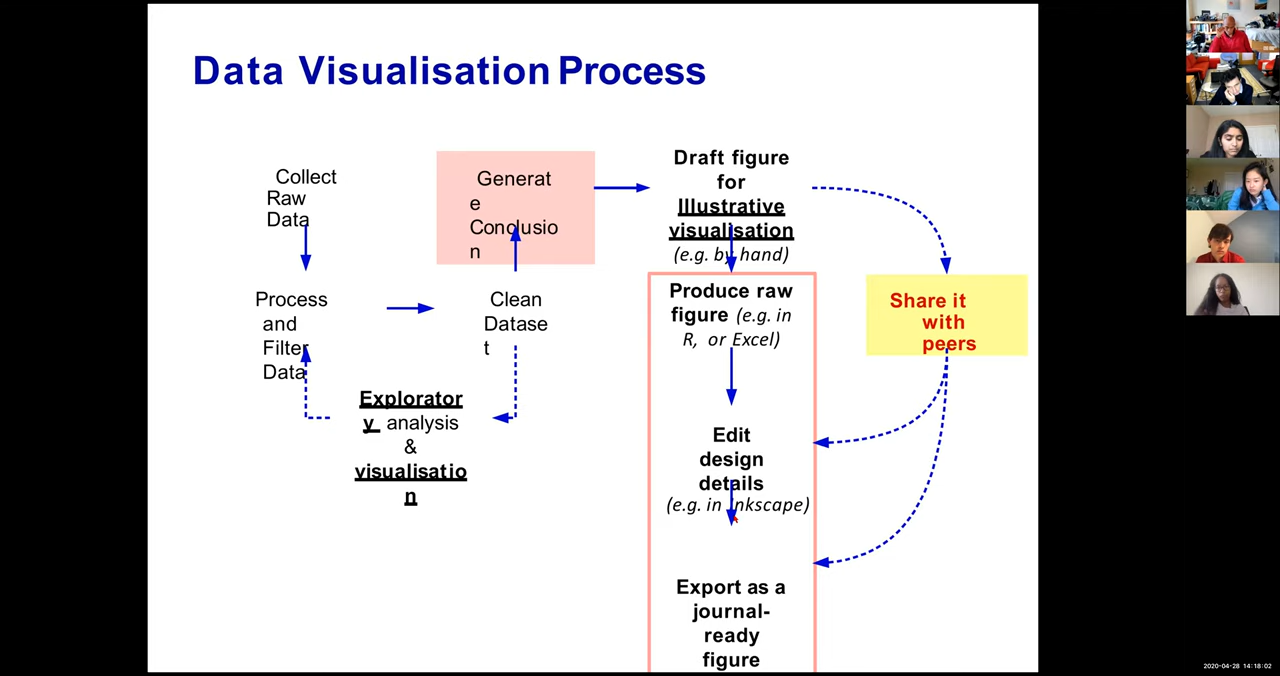 Data Visualisation Process
Collect
Raw
Data
Generat
e
Conclusio
n
Draft figure
for
Illustrative
visualisation
(e.g. by hand)
Process
and
Filter
Data
Clean
Datase
t
Explorator
y analysis
&
visualisatio
n
Produce raw
figure (e.g. in
R, or Excel)
Edit
design
details
(e.g. in Inkscape)
Export as a
journal-
ready
figure
Share it
with
peers
2020-04-28 14:18:02